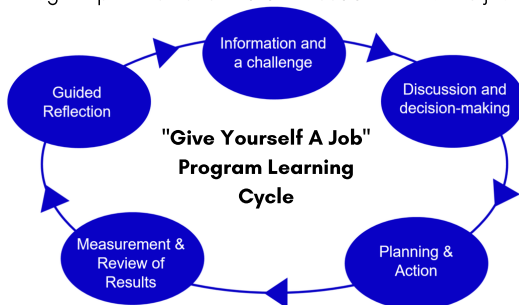 Information and
a challenge
Discussion and
decision-making
Planning &
Action
Measurement &
Review of
Results
Guided
Reflection
"Give Yourself A Job"
Program Learning
Cycle